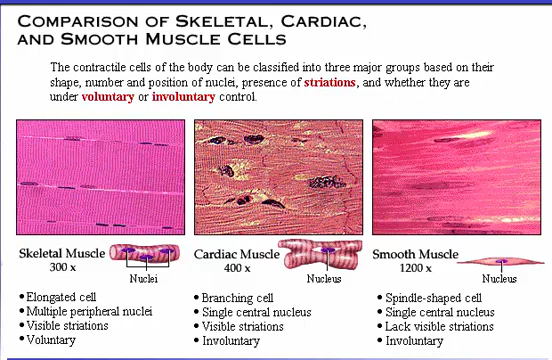 COMPARISON OF SKELETAL, CARDIAC,
AND SMOOTH MUSCLE CELLS
The contractile cells of the body can be classified into three major groups based on their
shape, number and position of nuclei, presence of striations, and whether they are
under voluntary or involuntary control.
Skeletal Muscle
300 x
Nuclei
• Elongated cell
• Multiple peripheral nuclei
• Visible striations
• Voluntary
Cardiac Muscle
400 x
Nucleus
• Branching cell
• Single central nucleus
• Visible striations
• Involuntary
Smooth Muscle
1200 x
Nucleus
• Spindle-shaped cell
• Single central nucleus
• Lack visible striations
• Involuntary